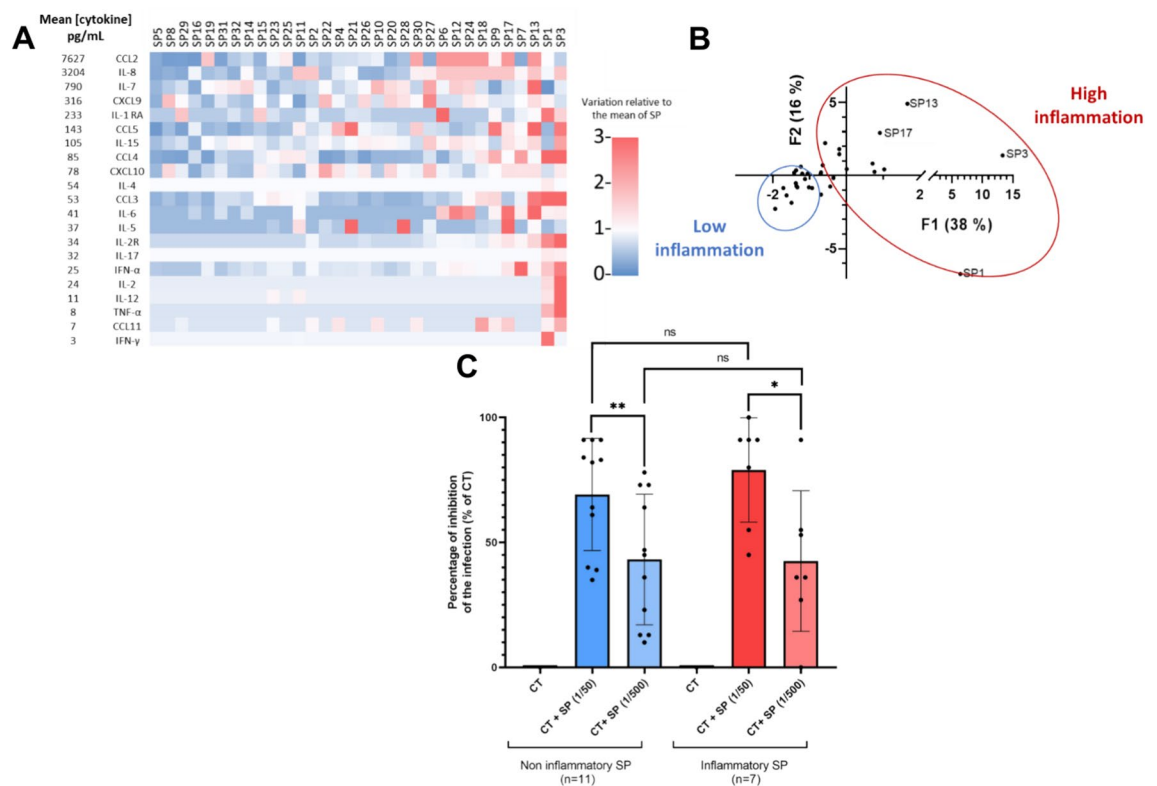 A
Mean [cytokine]
pg/mL
SP5 SP8 SP29 SP16 SP19 SP31 SP32 SP14 SP15 SP23 SP25 SP11 SP2 SP22 SP4 SP21 SP26 SP10 SP20 SP28 SP30 SP27 SP6 SP12 SP24 SP18 SP9 SP17 SP7 SP13 SP1 SP3
7627 CCL2
3204 IL-8
790 IL-7
316 CXCL9
233 IL-1 RA
143 CCL5
105 IL-15
85 CCL4
78 CXCL10
54 IL-4
53 CCL3
41 IL-6
37 IL-5
34 IL-2R
32 IL-17
25 IFN-α
24 IL-2
11 IL-12
8 TNF-α
7 CCL11
3 IFN-γ
Variation relative to
the mean of SP
3
2
1
0
B
F2 (16 %)
5
-5
-2
2
5 10 15
F1 (38 %)
SP13
SP17
SP3
SP1
High
inflammation
Low
inflammation
C
Percentage of inhibition
of the infection (% of CT)
100
50
0
ns
ns
**
*
CT
CT + SP (1/50)
CT+ SP (1/500)
CT
CT + SP (1/50)
CT+ SP (1/500)
Non inflammatory SP
(n=11)
Inflammatory SP
(n=7)